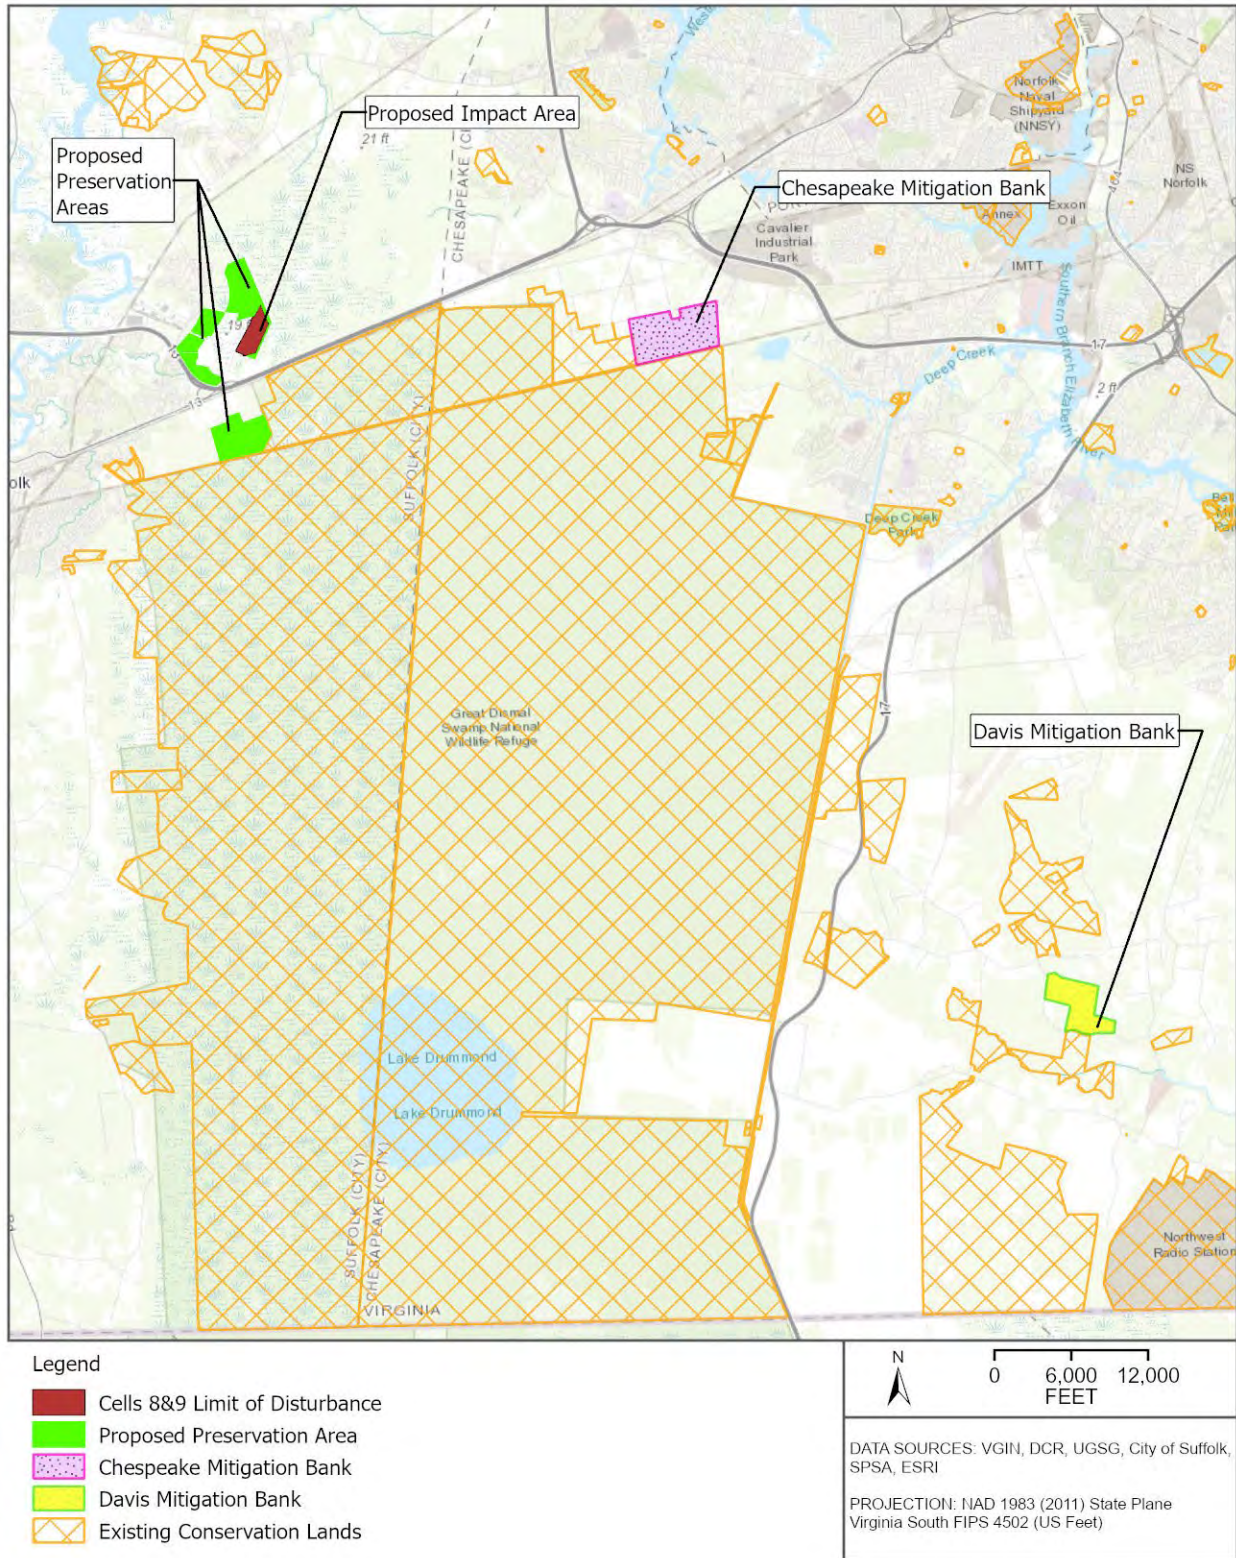 Norfolk
Naval
Shipyard
(NNSY)
Proposed Impact Area
21 ft
CHESAPEAKE
Proposed
Preservation
Areas
464
NS
Norfolk
Chesapeake Mitigation Bank
Annex
Exxon
Oil
Cavalier
Industrial
Park
IMTT
Southern Branch Elizabeth River
19
13
13
17
Deep Creek
2 ft
SUFFOLK (CITY)
olk
Deep Creek
Park
17
Great Dismal
Swamp National
Wildlife Refuge
Davis Mitigation Bank
Lake Drummond
Lake Drummond
SUFFOLK (CITY)
CHESAPEAKE (CITY)
VIRGINIA
Northwest
Radio Station
Legend
Cells 8&9 Limit of Disturbance
Proposed Preservation Area
Chespeake Mitigation Bank
Davis Mitigation Bank
Existing Conservation Lands
N
0 6,000 12,000
FEET
DATA SOURCES: VGIN, DCR, UGSG, City of Suffolk,
SPSA, ESRI
PROJECTION: NAD 1983 (2011) State Plane
Virginia South FIPS 4502 (US Feet)